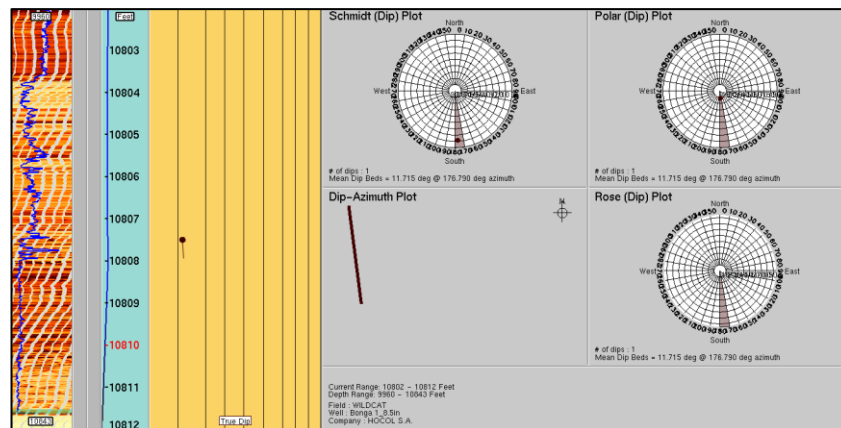 9960
Feet
10803
10804
10805
10806
10807
10808
10809
10810
10811
10812
10843
True Dip
Schmidt (Dip) Plot
North
West
East
South
# of dips : 1
Mean Dip Beds = 11.715 deg @ 176.790 deg azimuth
Polar (Dip) Plot
North
West
East
South
# of dips : 1
Mean Dip Beds = 11.715 deg @ 176.790 deg azimuth
Dip-Azimuth Plot
N
Rose (Dip) Plot
North
West
East
South
# of dips : 1
Mean Dip Beds = 11.715 deg @ 176.790 deg azimuth
Current Range: 10802 - 10812 Feet
Depth Range: 9960 - 10843 Feet
Field : WILDCAT
Well : Bonga 1_8.5in
Company : HOCOL S.A.